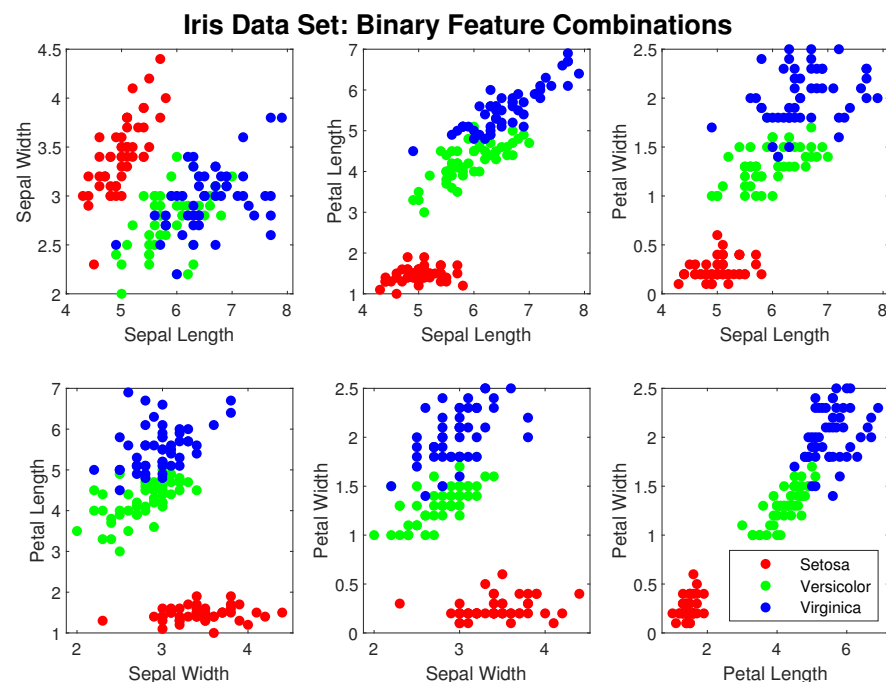 Iris Data Set: Binary Feature Combinations
4.5
4
3.5
3
2.5
2
Sepal Width
4 5 6 7 8
Sepal Length
7
6
5
4
3
2
1
Petal Length
4 5 6 7 8
Sepal Length
2.5
2
1.5
1
0.5
0
Petal Width
4 5 6 7 8
Sepal Length
7
6
5
4
3
2
1
Petal Length
2 3 4
Sepal Width
2.5
2
1.5
1
0.5
0
Petal Width
2 3 4
Sepal Width
2.5
2
1.5
1
0.5
0
Petal Width
2 4 6
Petal Length
Setosa
Versicolor
Virginica